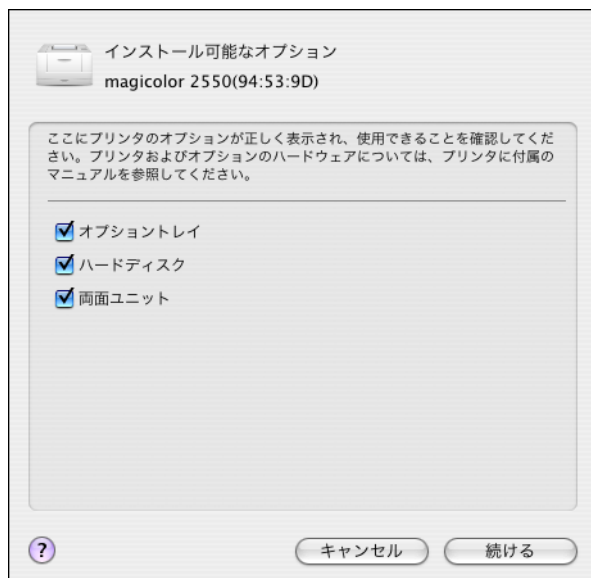 インストール可能なオプション
magicolor 2550(94:53:9D)
ここにプリンタのオプションが正しく表示され、使用できることを確認してくだ
さい。プリンタおよびオプションのハードウェアについては、プリンタに付属の
マニュアルを参照してください。
オプショントレイ
ハードディスク
両面ユニット
?
キャンセル
続ける